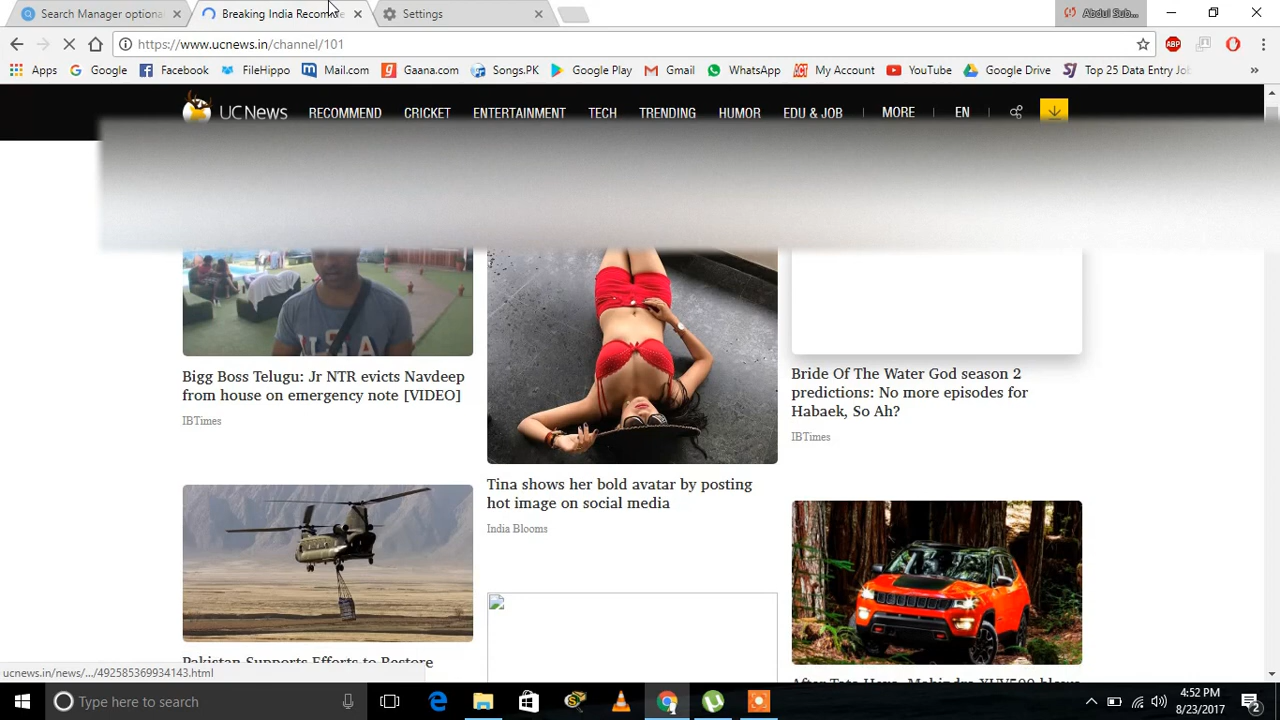 Search Manager optiona
Breaking India Recomme
Settings
Abdul Sub...
https://www.ucnews.in/channel/101
ABP
Apps
Google
Facebook
FileHippo
Mail.com
Gaana.com
Songs.PK
Google Play
Gmail
WhatsApp
My Account
YouTube
Google Drive
Top 25 Data Entry Jo
UC News
RECOMMEND
CRICKET
ENTERTAINMENT
TECH
TRENDING
HUMOR
EDU & JOB
MORE
EN
Bigg Boss Telugu: Jr NTR evicts Navdeep
from house on emergency note [VIDEO]
IBTimes
Tina shows her bold avatar by posting
hot image on social media
India Blooms
Bride Of The Water God season 2
predictions: No more episodes for
Habaek, So Ah?
IBTimes
Pakistan Supports Efforts to Restore
ucnews.in/news/.../492585369934143.html
Type here to search
4:52 PM
8/23/2017
2